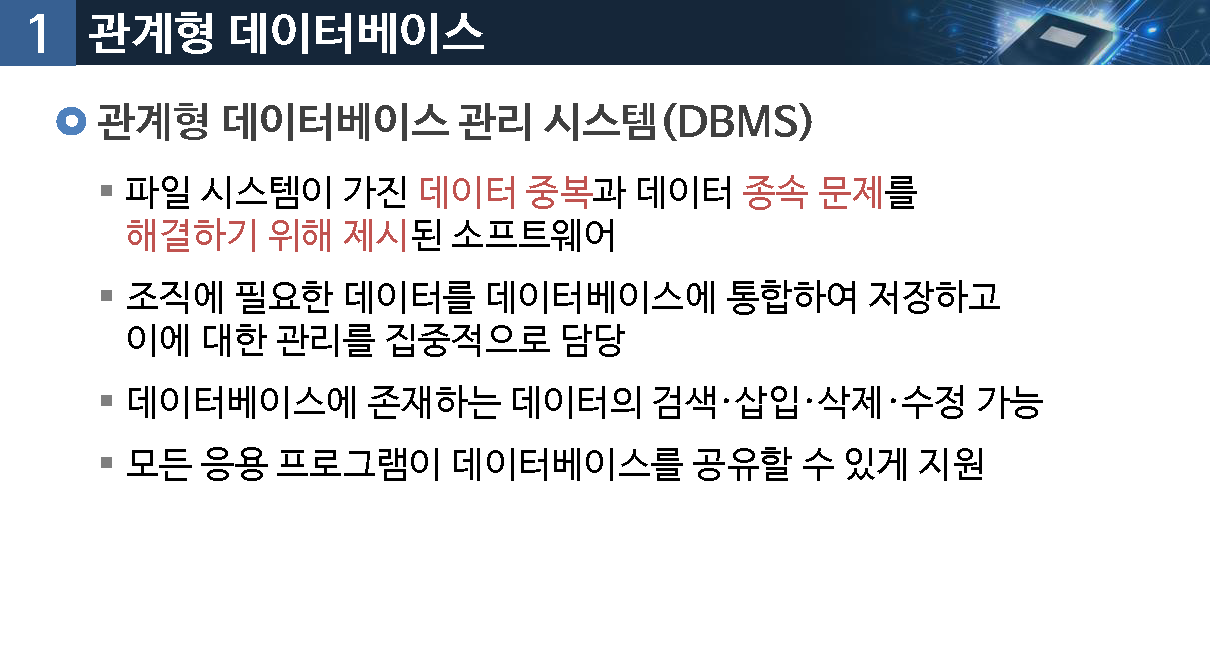 1 관계형 데이터베이스
관계형 데이터베이스 관리 시스템(DBMS)
파일 시스템이 가진 데이터 중복과 데이터 종속 문제를
해결하기 위해 제시된 소프트웨어
조직에 필요한 데이터를 데이터베이스에 통합하여 저장하고
이에 대한 관리를 집중적으로 담당
데이터베이스에 존재하는 데이터의 검색·삽입·삭제·수정 가능
모든 응용 프로그램이 데이터베이스를 공유할 수 있게 지원